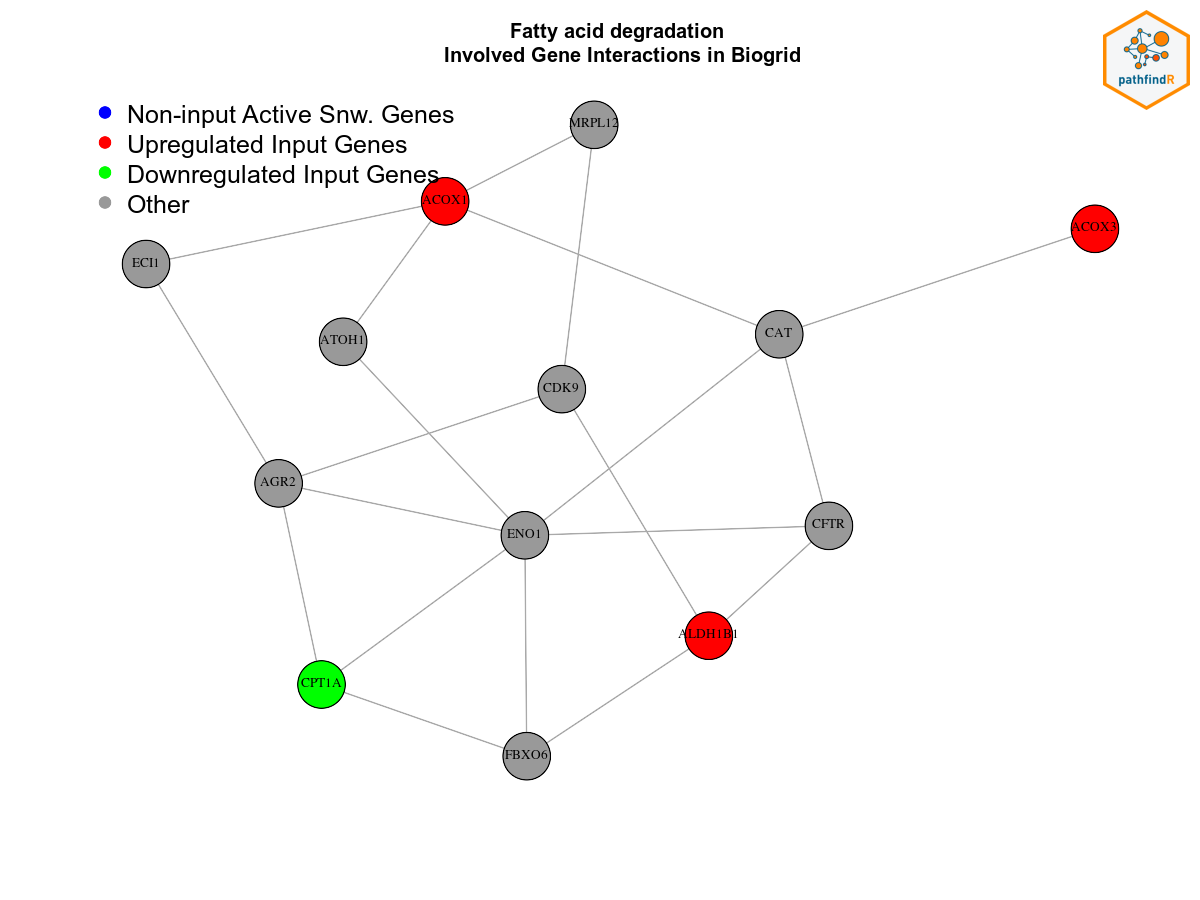 Fatty acid degradation
Involved Gene Interactions in Biogrid
pathfindR
Non-input Active Snw. Genes
Upregulated Input Genes
Downregulated Input Genes
Other
MRPL12
ACOX1
ACOX3
ECI1
ATOH1
CAT
CDK9
AGR2
ENO1
CFTR
ALDH1B1
CPT1A
FBXO6